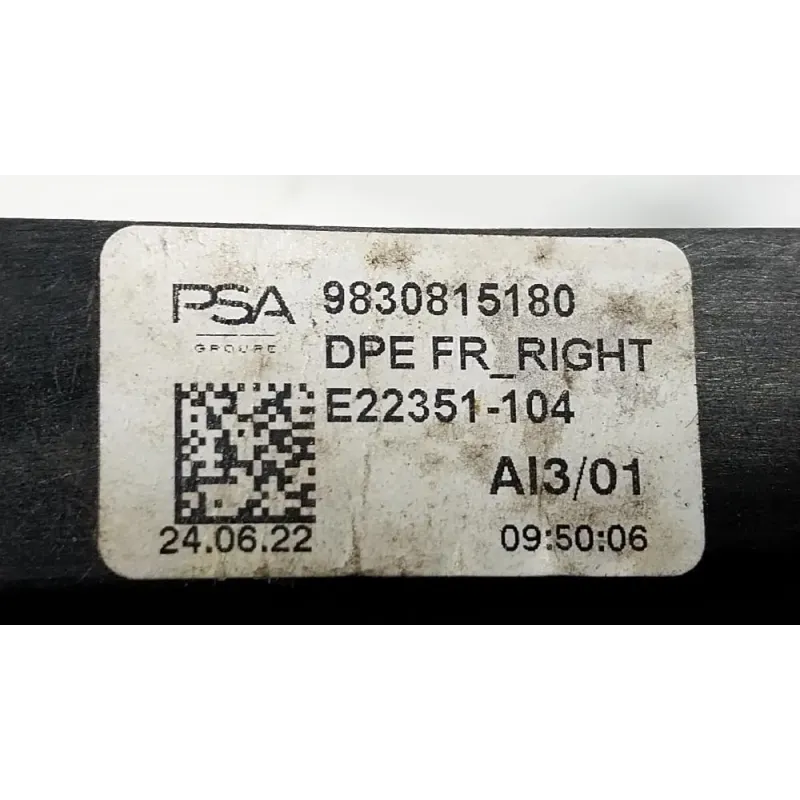 PSA 9830815180
GROUPE DPE FR_RIGHT
E22351-104
AI3/01
24.06.22 09:50:06